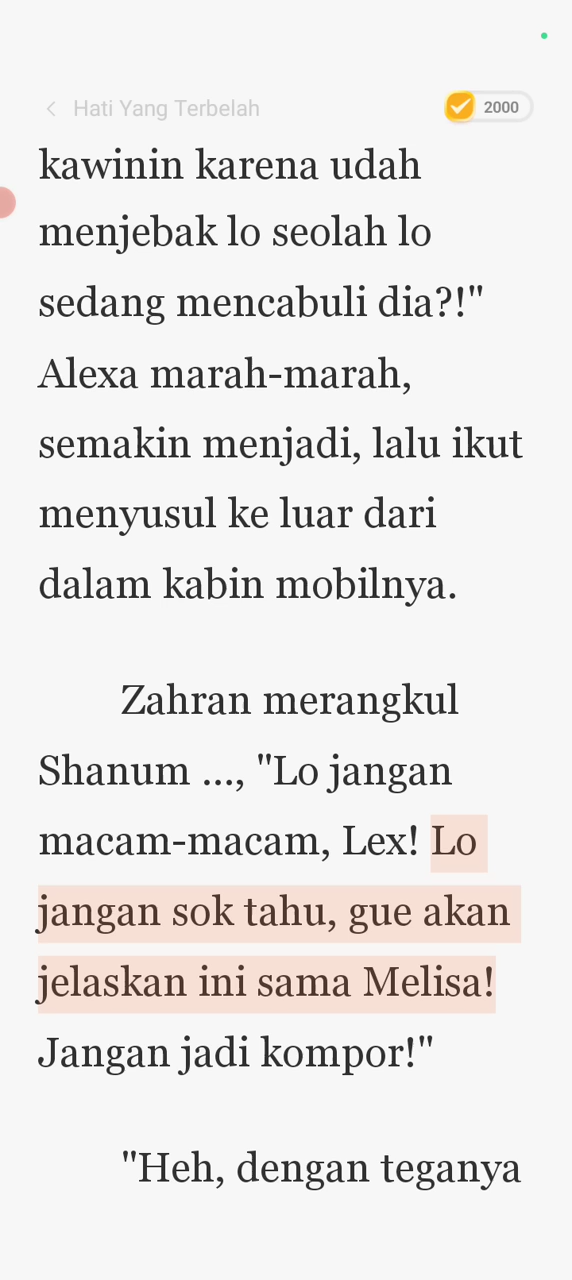 Hati Yang Terbelah
2000
kawinin karena udah
menjebak lo seolah lo
sedang mencabuli dia?!"
Alexa marah-marah,
semakin menjadi, lalu ikut
menyusul ke luar dari
dalam kabin mobilnya.
Zahran merangkul
Shanum ..., "Lo jangan
macam-macam, Lex! Lo
jangan sok tahu, gue akan
jelaskan ini sama Melisa!
Jangan jadi kompor!"
"Heh, dengan teganya